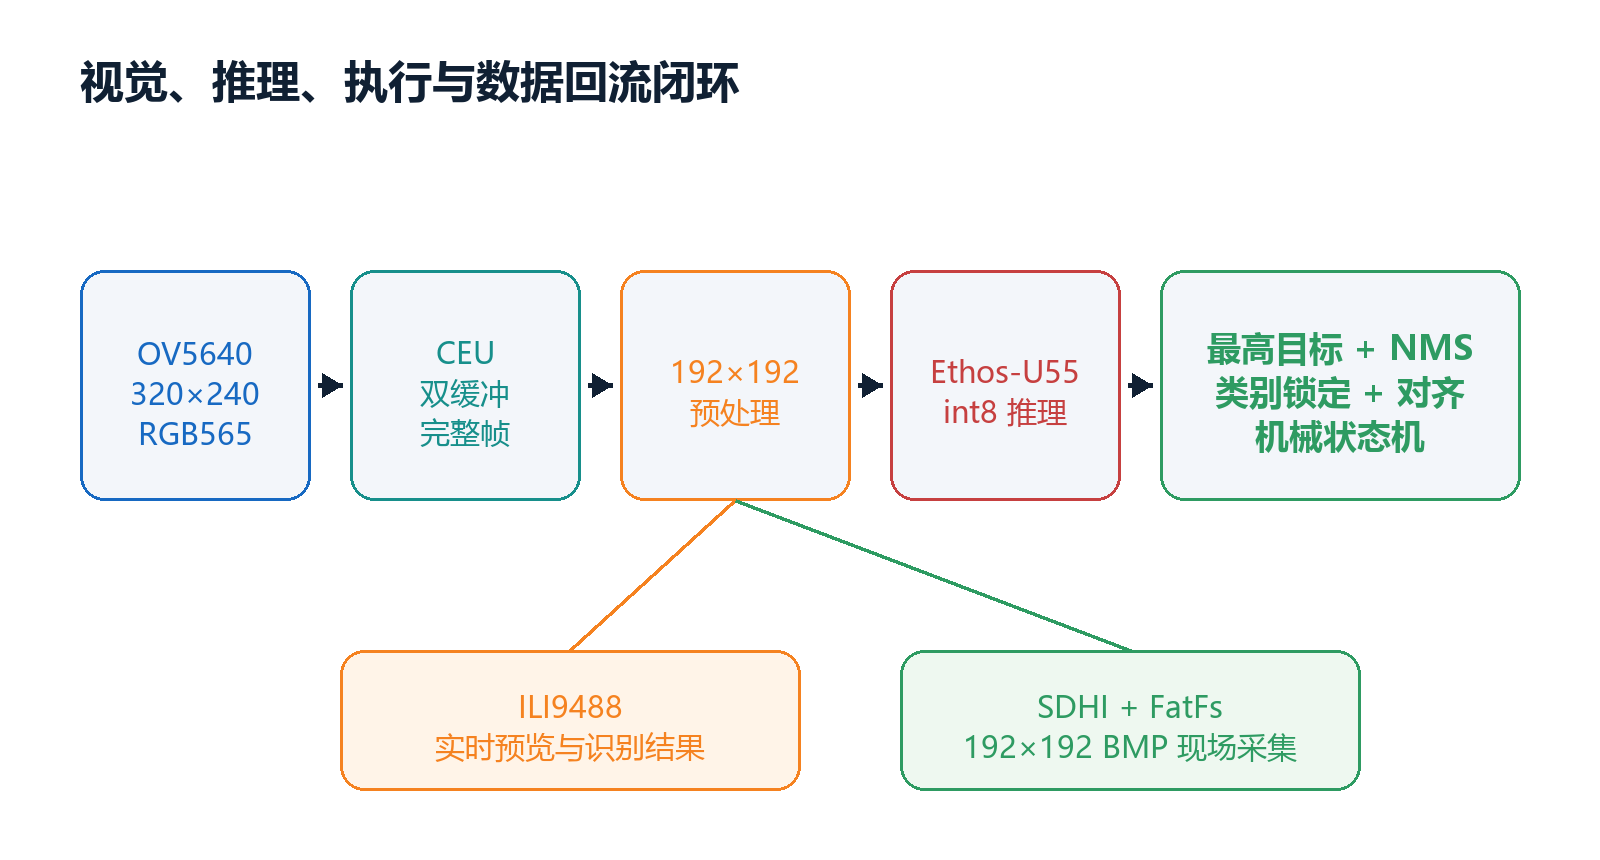 视觉、推理、执行与数据回流闭环
OV5640
320×240
RGB565
CEU
双缓冲
完整帧
192×192
预处理
Ethos-U55
int8 推理
最高目标 + NMS
类别锁定 + 对齐
机械状态机
ILI9488
实时预览与识别结果
SDHI + FatFs
192×192 BMP 现场采集